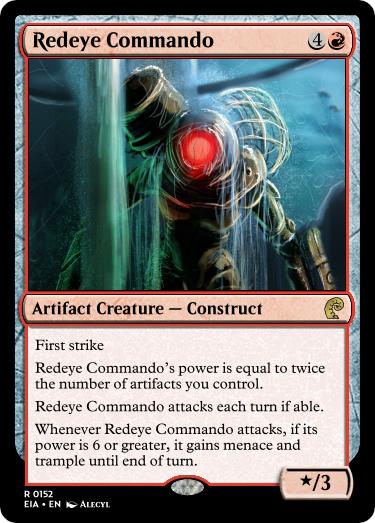 Redeye Commando 4
Artifact Creature — Construct
First strike
Redeye Commando's power is equal to twice
the number of artifacts you control.
Redeye Commando attacks each turn if able.
Whenever Redeye Commando attacks, if its
power is 6 or greater, it gains menace and
trample until end of turn.
★/3
R 0152
EIA • EN ALECYL